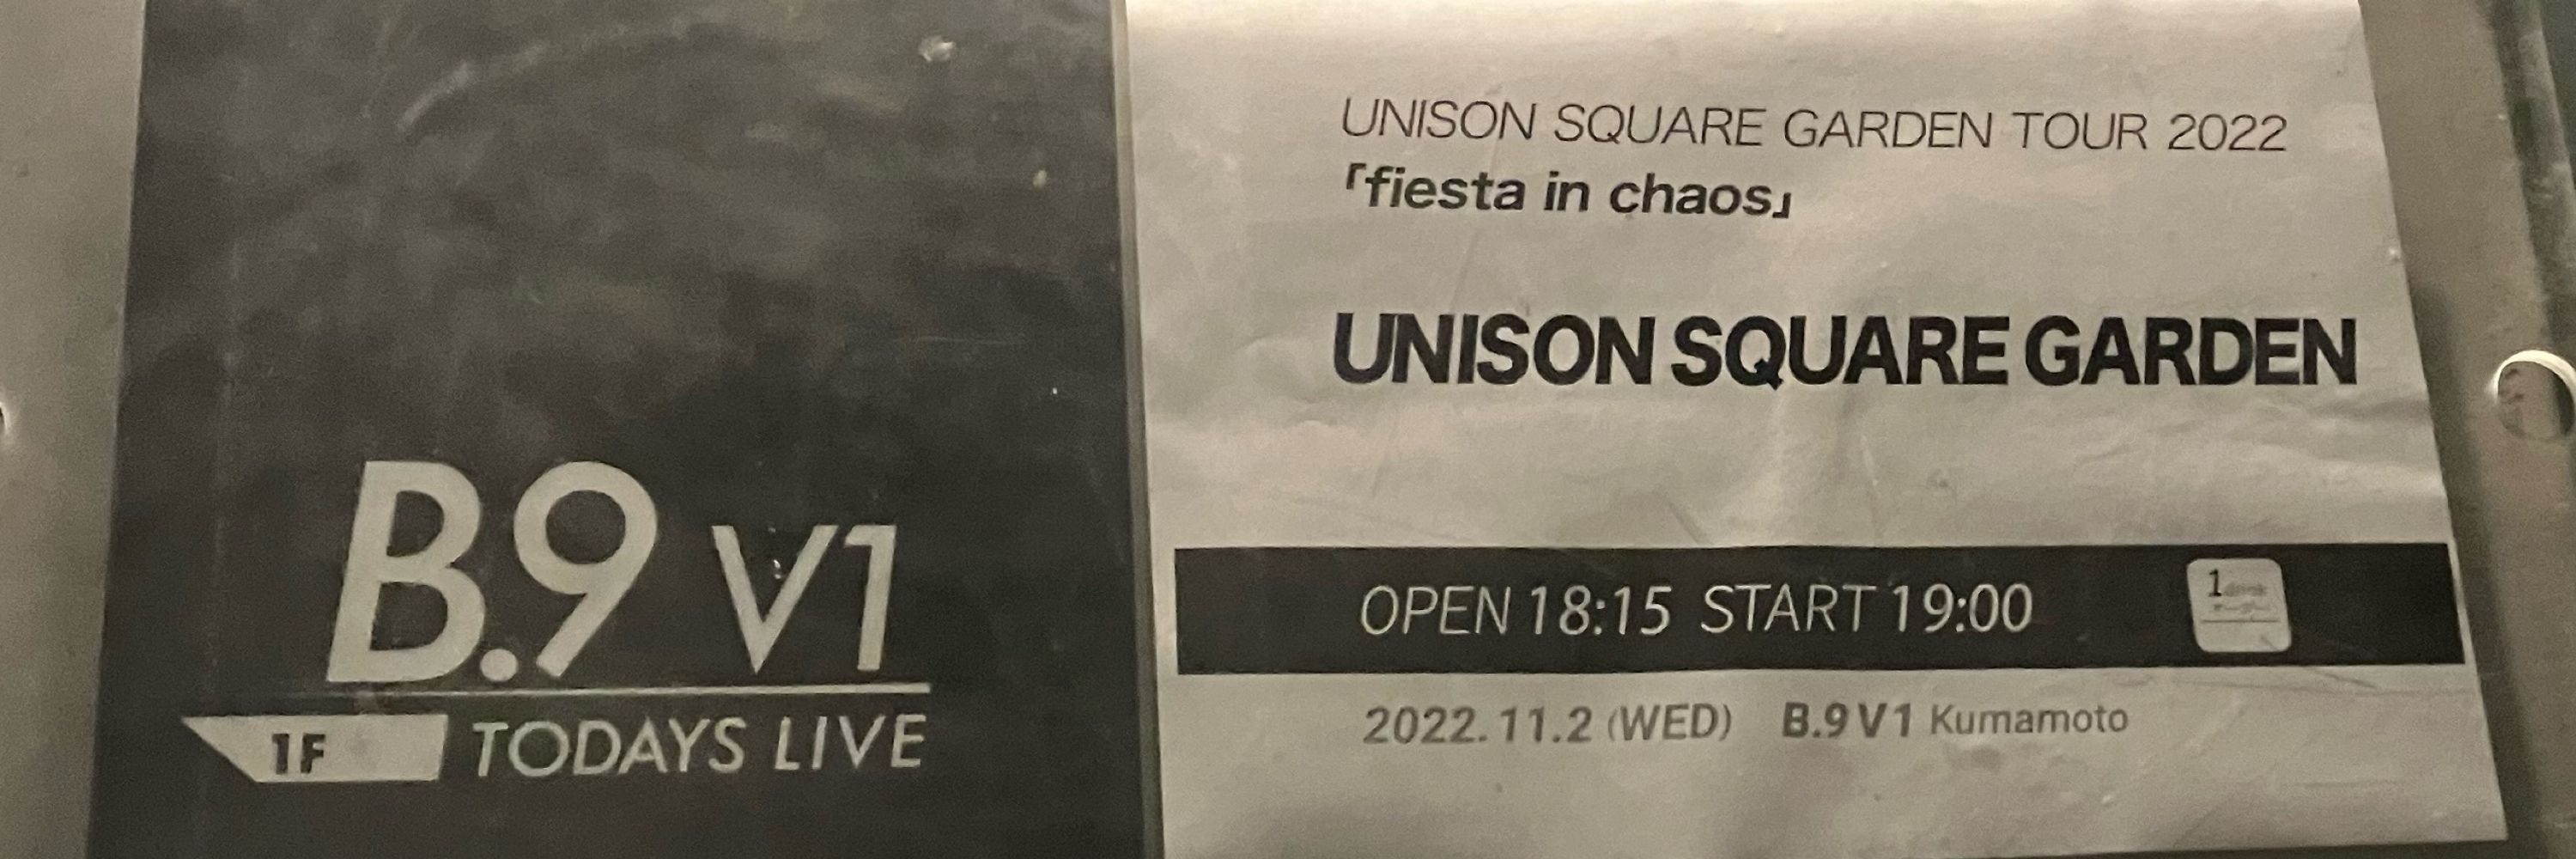 B.9 V1
1F TODAYS LIVE
UNISON SQUARE GARDEN TOUR 2022
「fiesta in chaos」
UNISON SQUARE GARDEN
OPEN 18:15 START 19:00
1
2022.11.2 (WED) B.9 V1 Kumamoto